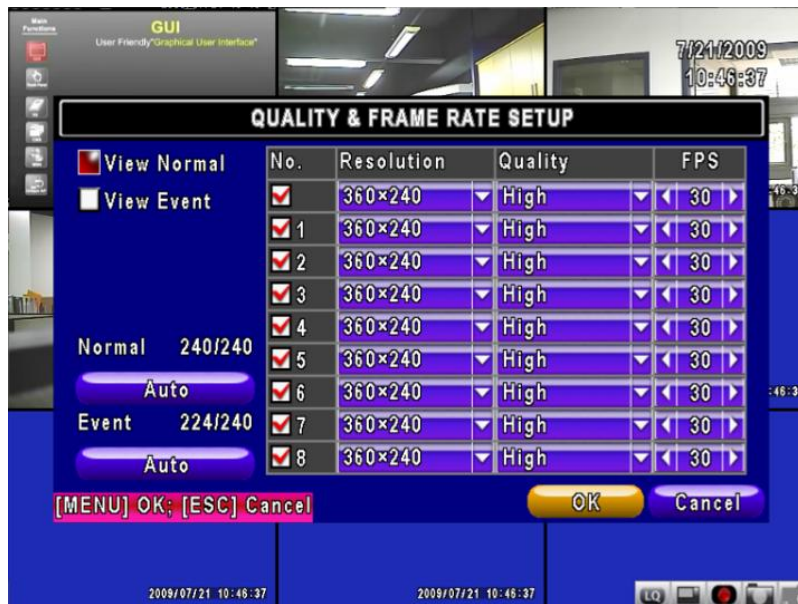 Main
Functions
GUI
User Friendly"Graphical User Interface"
7/21/2009
10:46:37
QUALITY & FRAME RATE SETUP
View Normal
View Event
No. Resolution Quality FPS
360×240 High 30
1 360×240 High 30
2 360×240 High 30
3 360×240 High 30
4 360×240 High 30
5 360×240 High 30
6 360×240 High 30
7 360×240 High 30
8 360×240 High 30
Normal 240/240
Auto
Event 224/240
Auto
[MENU] OK; [ESC] Cancel
OK Cancel
2009/07/21 10:46:37
2009/07/21 10:46:37
LQ